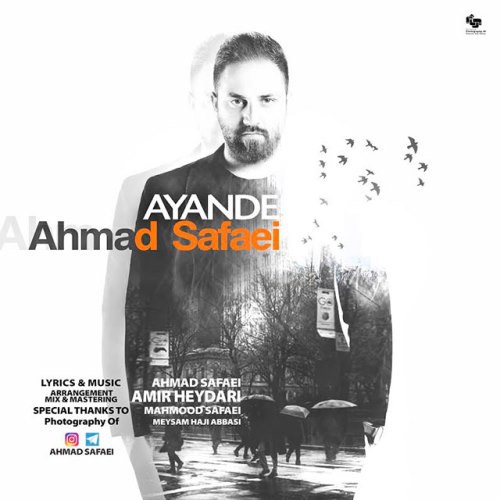 AYANDE
Ahmad Safaei
LYRICS & MUSIC AHMAD SAFAEI
ARRANGEMENT
MIX & MASTERING AMIR HEYDARI
SPECIAL THANKS TO MAHMOOD SAFAEI
Photography Of MEYSAM HAJI ABBASI
AHMAD SAFAEI